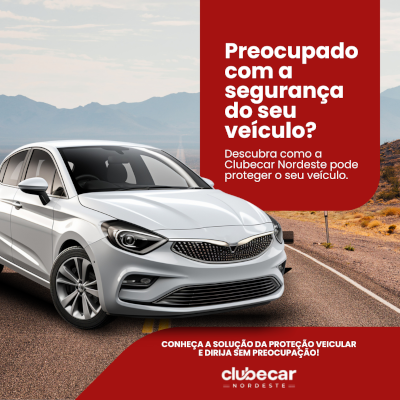 Preocupado
com a
segurança
do seu
veículo?
Descubra como a
Clubecar Nordeste pode
proteger o seu veículo.
CONHEÇA A SOLUÇÃO DA PROTEÇÃO VEICULAR
E DIRIJA SEM PREOCUPAÇÃO!
clubecar
NORDESTE